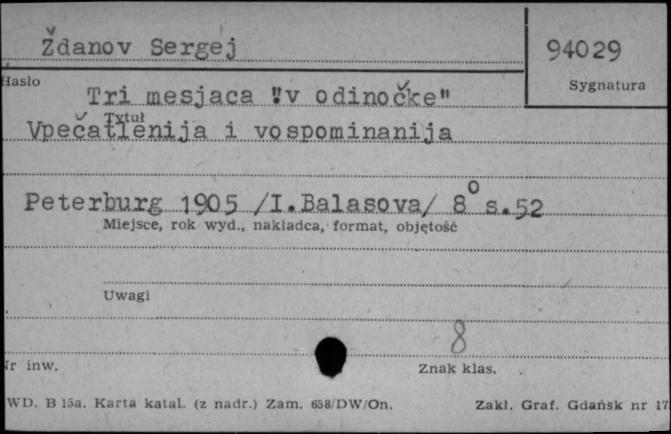 Ždanov Sergej
94029
Hasło
Sygnatura
Tri mesjaca "v odinočke"
Tytuł
Vpečatlenija i vospominanija
Peterburg 1905 /I.Balasova/ 8° s.52
Miejsce, rok wyd., nakładca, format, objętość
Uwagi
8
Nr inw.
Znak klas.
WD. B 15a. Karta katal. (z nadr.) Zam. 658/DW/On.
Zakł. Graf. Gdańsk nr 17